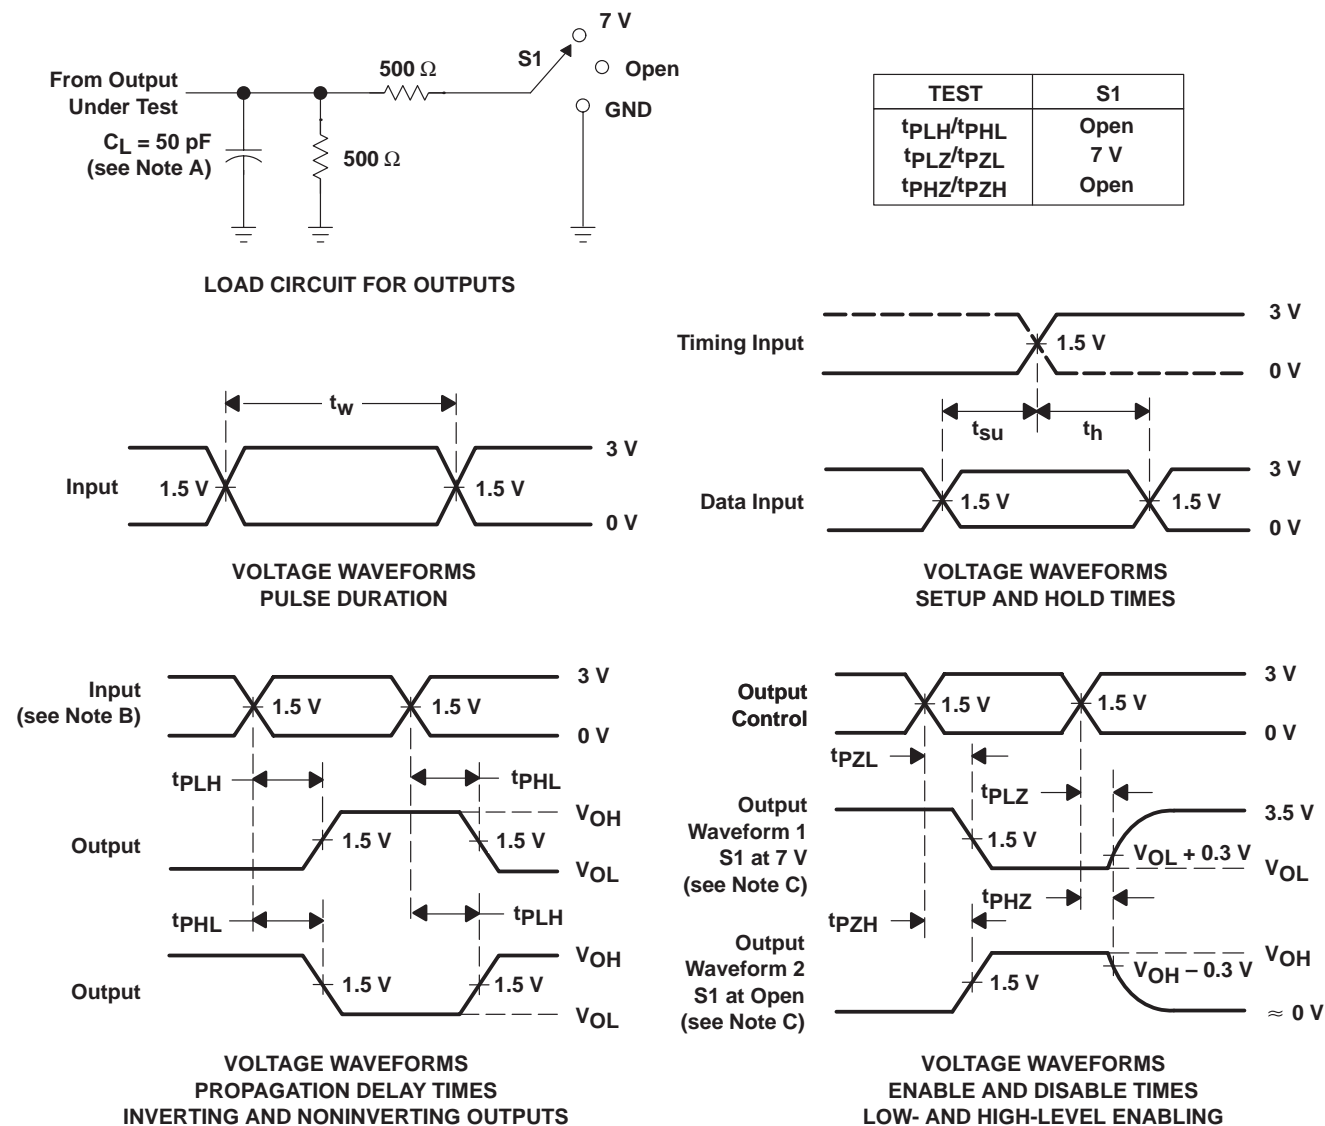 7 V
S1
Open
GND
500 Ω
From Output
Under Test
CL = 50 pF
(see Note A)
500 Ω
LOAD CIRCUIT FOR OUTPUTS
TEST S1
tPLH/tPHL Open
tPLZ/tPZL 7 V
tPHZ/tPZH Open
tw
3 V
Input 1.5 V 1.5 V
0 V
VOLTAGE WAVEFORMS
PULSE DURATION
3 V
Timing Input 1.5 V
0 V
tsu th
3 V
Data Input 1.5 V 1.5 V
0 V
VOLTAGE WAVEFORMS
SETUP AND HOLD TIMES
Input
(see Note B)
3 V
1.5 V 1.5 V
0 V
tPLH tPHL
VOH
Output 1.5 V 1.5 V
VOL
tPHL tPLH
VOH
Output 1.5 V 1.5 V
VOL
VOLTAGE WAVEFORMS
PROPAGATION DELAY TIMES
INVERTING AND NONINVERTING OUTPUTS
Output
Control
3 V
1.5 V 1.5 V
0 V
tPZL
tPLZ
Output
Waveform 1
S1 at 7 V
(see Note C)
3.5 V
1.5 V
VOL + 0.3 V
VOL
tPHZ
tPZH
Output
Waveform 2
S1 at Open
(see Note C)
VOH
1.5 V
VOH – 0.3 V
≈ 0 V
VOLTAGE WAVEFORMS
ENABLE AND DISABLE TIMES
LOW- AND HIGH-LEVEL ENABLING